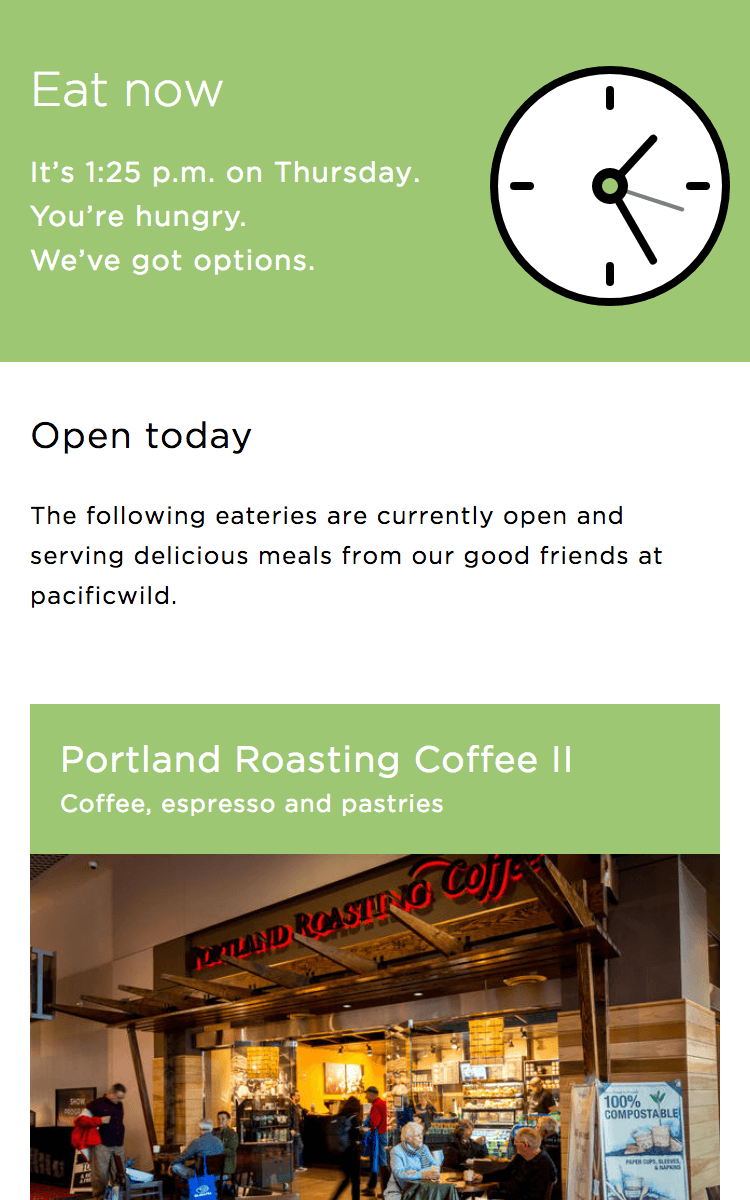 Eat now
It’s 1:25 p.m. on Thursday.
You’re hungry.
We’ve got options.
Open today
The following eateries are currently open and
serving delicious meals from our good friends at
pacificwild.
Portland Roasting Coffee II
Coffee, espresso and pastries
PORTLAND ROASTING Coffee
SHOW
100%
COMPOSTABLE
PAPER CUPS, SLEEVES,
& NAPKINS